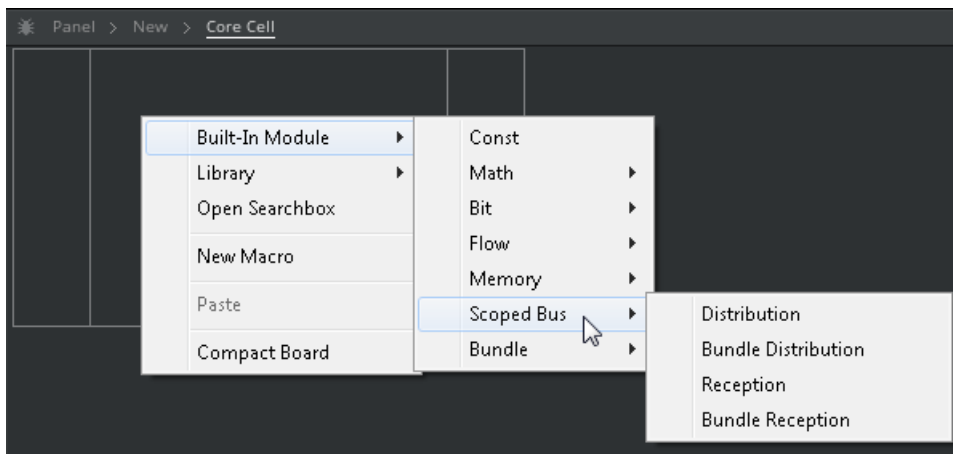 Panel > New > Core Cell
Built-In Module
Library
Open Searchbox
New Macro
Paste
Compact Board
Const
Math
Bit
Flow
Memory
Scoped Bus
Bundle
Distribution
Bundle Distribution
Reception
Bundle Reception